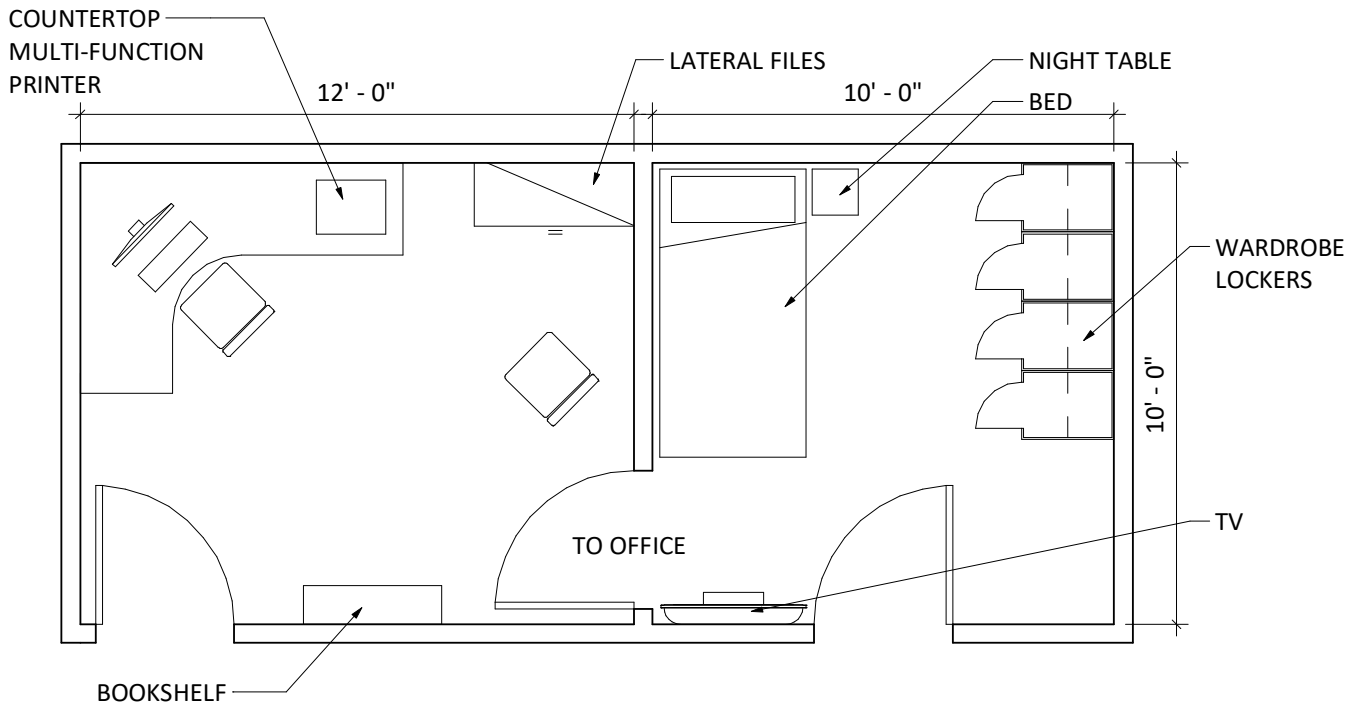 COUNTERTOP
MULTI-FUNCTION
PRINTER
12' - 0"
LATERAL FILES
10' - 0"
NIGHT TABLE
BED
WARDROBE
LOCKERS
10' - 0"
TV
TO OFFICE
BOOKSHELF